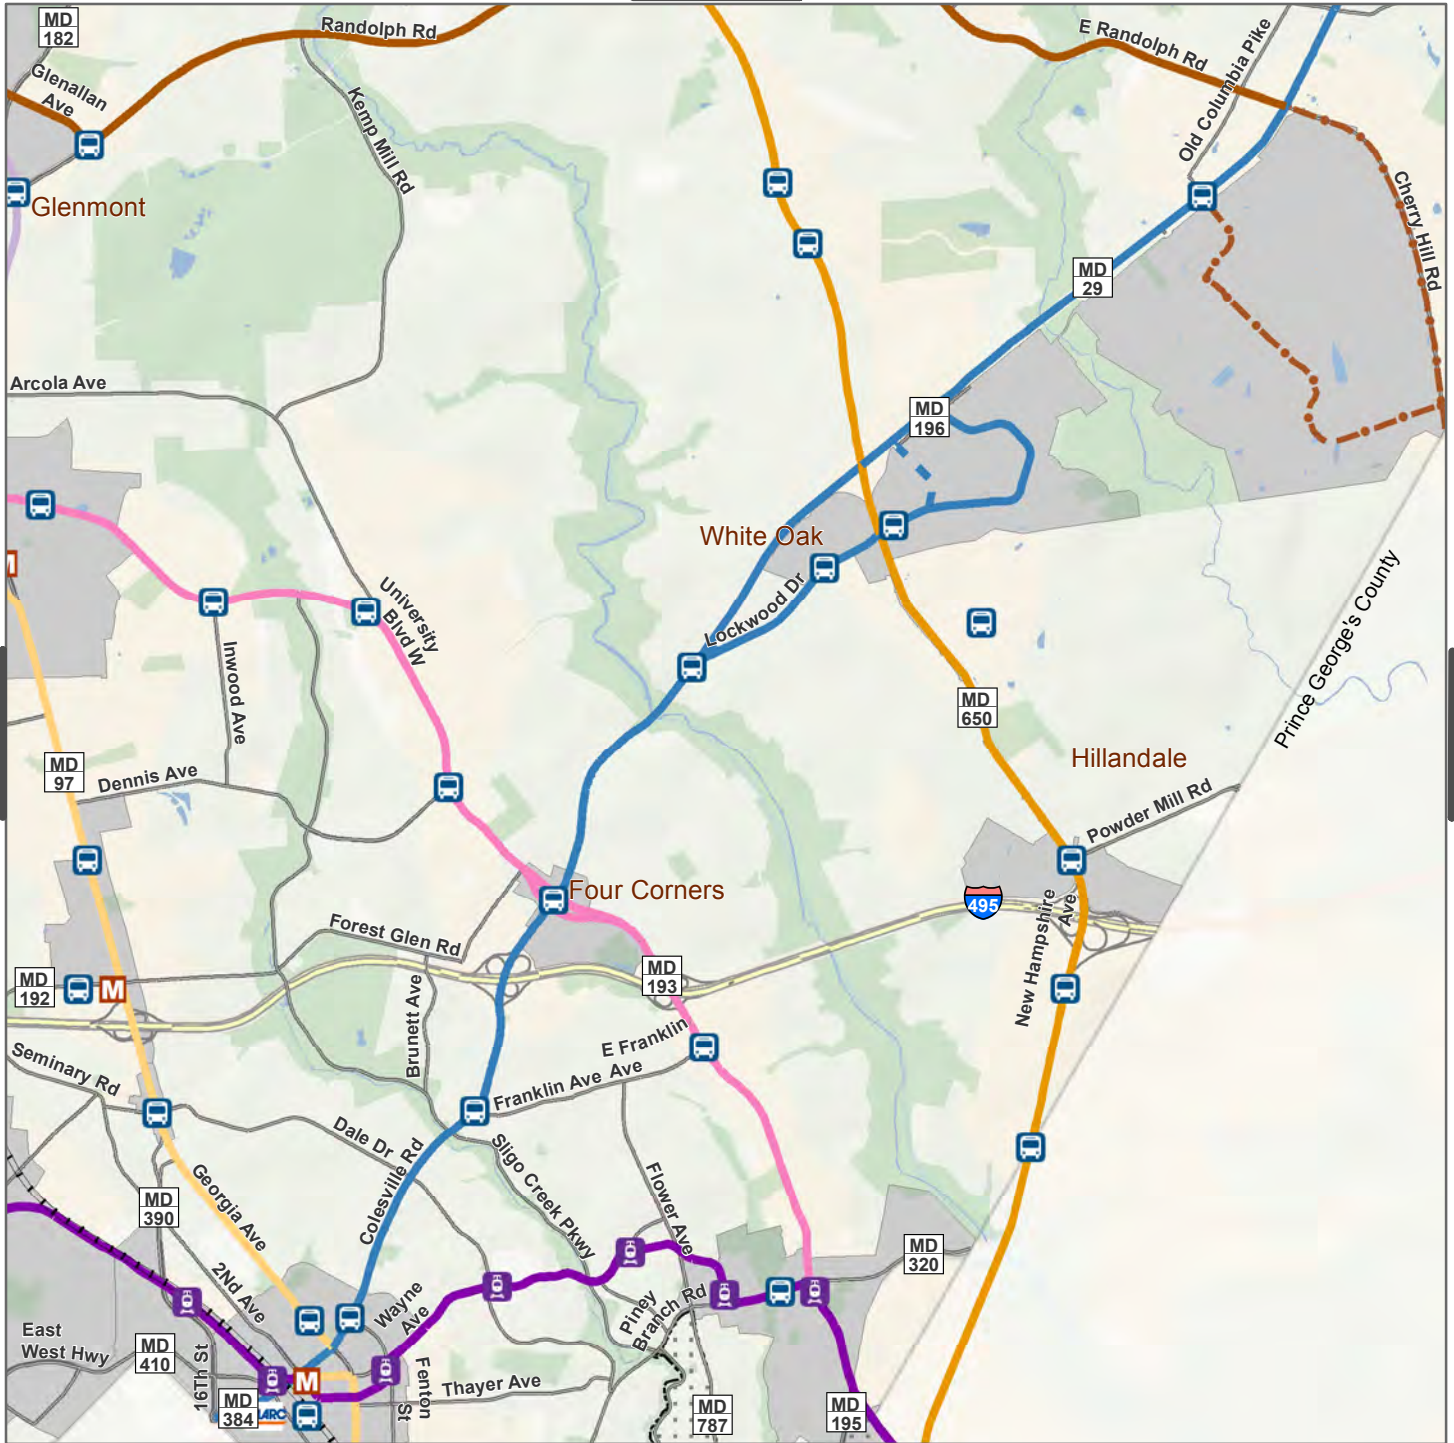 MD
182
Randolph Rd
E Randolph Rd
Old Columbia Pike
Glenallan
Ave
Kemp Mill Rd
Glenmont
Cherry Hill Rd
MD
29
Arcola Ave
MD
196
White Oak
Lockwood Dr
University
Blvd W
Inwood Ave
Prince George's County
MD
650
MD
97
Dennis Ave
Hillandale
Powder Mill Rd
Four Corners
495
New Hampshire
Ave
Forest Glen Rd
MD
192
M
MD
193
Brunett Ave
E Franklin
Ave
Franklin Ave
Seminary Rd
Dale Dr
Colesville Rd
Sligo Creek Pkwy
Flower Ave
MD
390
Georgia Ave
2Nd Ave
MD
320
Wayne
Ave
Piney
Branch Rd
East
West Hwy
MD
410
16Th St
M
Fenton
St
Thayer Ave
MD
384
MD
787
MD
195